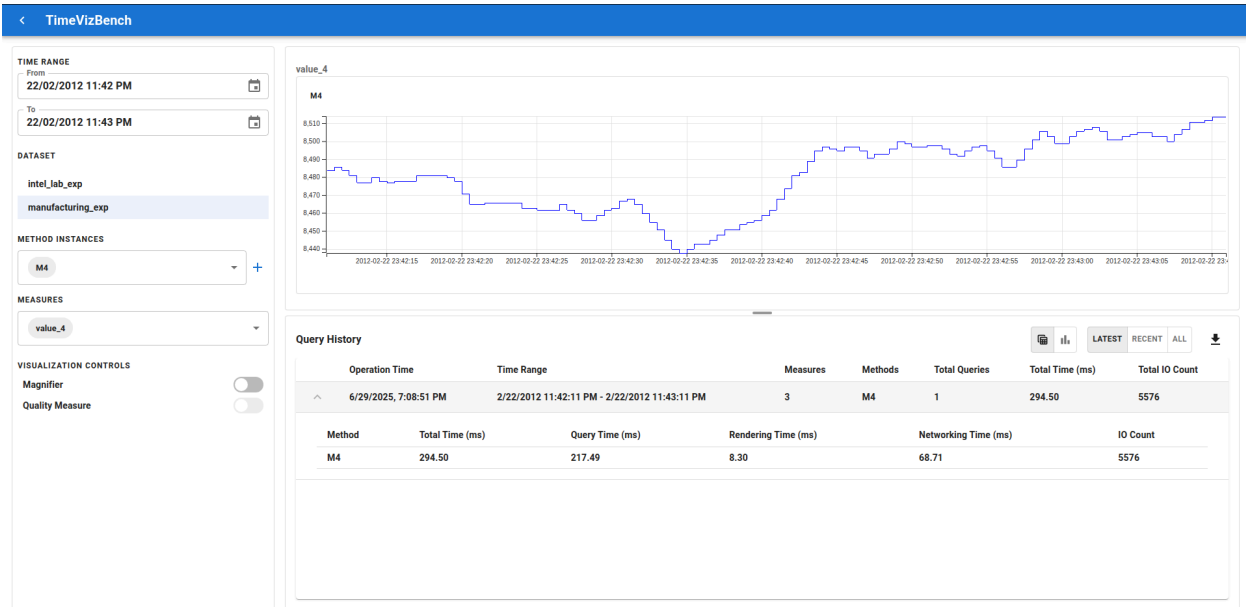 TimeVizBench
TIME RANGE
From
22/02/2012 11:42 PM
To
22/02/2012 11:43 PM
DATASET
intel_lab_exp
manufacturing_exp
METHOD INSTANCES
M4
+
MEASURES
value_4
VISUALIZATION CONTROLS
Magnifier
Quality Measure
value_4
M4
8,510
8,500
8,490
8,480
8,470
8,460
8,450
8,440
2012-02-22 23:42:15 2012-02-22 23:42:20 2012-02-22 23:42:25 2012-02-22 23:42:30 2012-02-22 23:42:35 2012-02-22 23:42:40 2012-02-22 23:42:45 2012-02-22 23:42:50 2012-02-22 23:42:55 2012-02-22 23:43:00 2012-02-22 23:43:05 2012-02-22
Query History LATEST RECENT ALL
Operation Time Time Range Measures Methods Total Queries Total Time (ms) Total IO Count
6/29/2025, 7:08:51 PM 2/22/2012 11:42:11 PM - 2/22/2012 11:43:11 PM 3 M4 1 294.50 5576
Method Total Time (ms) Query Time (ms) Rendering Time (ms) Networking Time (ms) IO Count
M4 294.50 217.49 8.30 68.71 5576